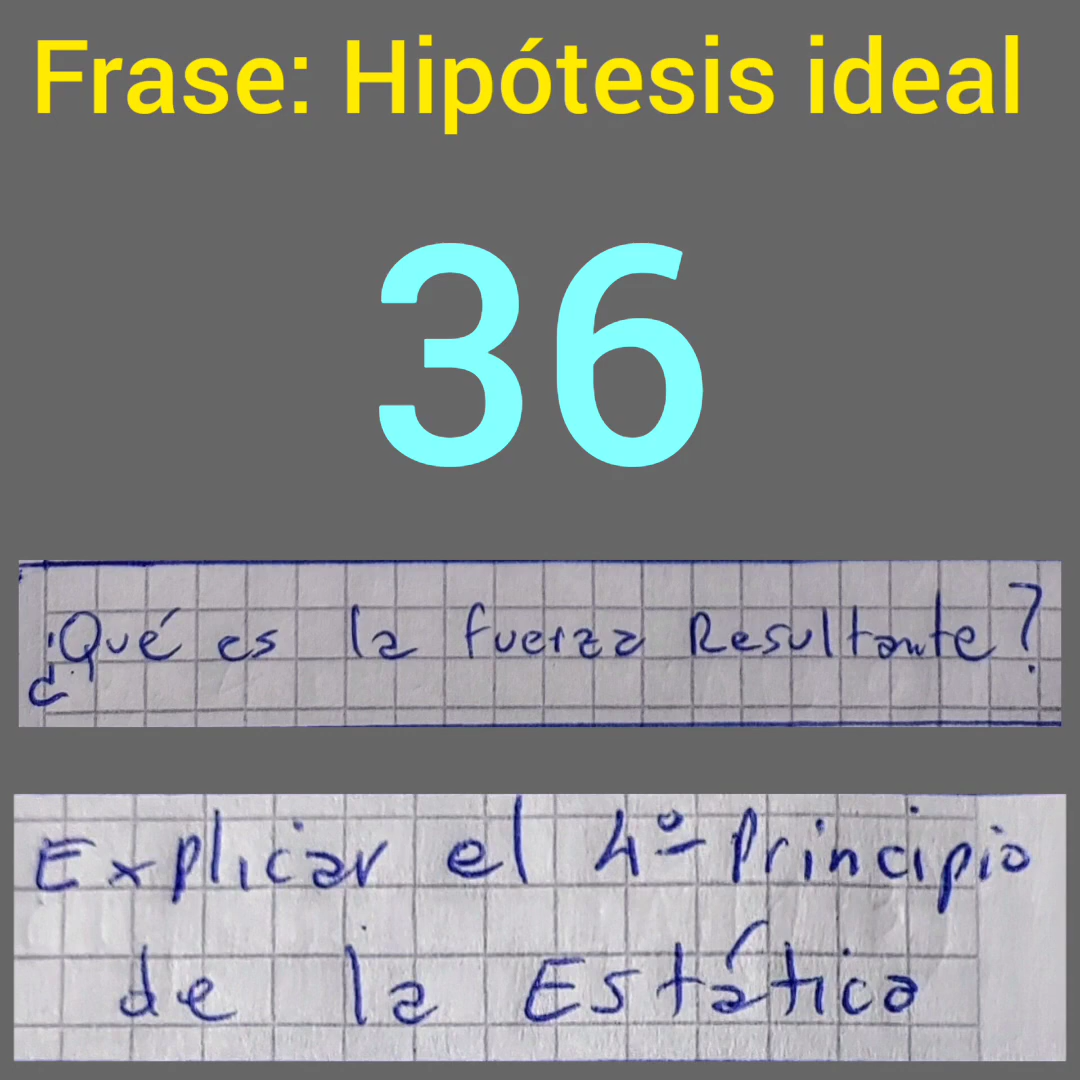 Frase: Hipótesis ideal
36
¿Qué es la fuerza Resultante?
Explicar el 4º Principio
de la Estática